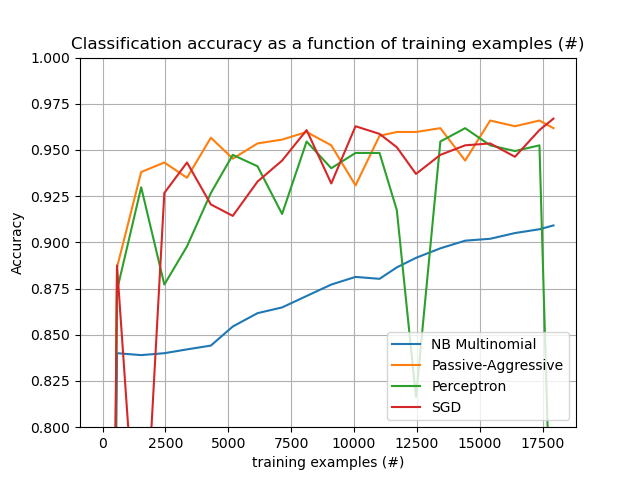 Classification accuracy as a function of training examples (#)
1.000
0.975
0.950
0.925
0.900
0.875
0.850
0.825
0.800
Accuracy
NB Multinomial
Passive-Aggressive
Perceptron
SGD
0 2500 5000 7500 10000 12500 15000 17500
training examples (#)